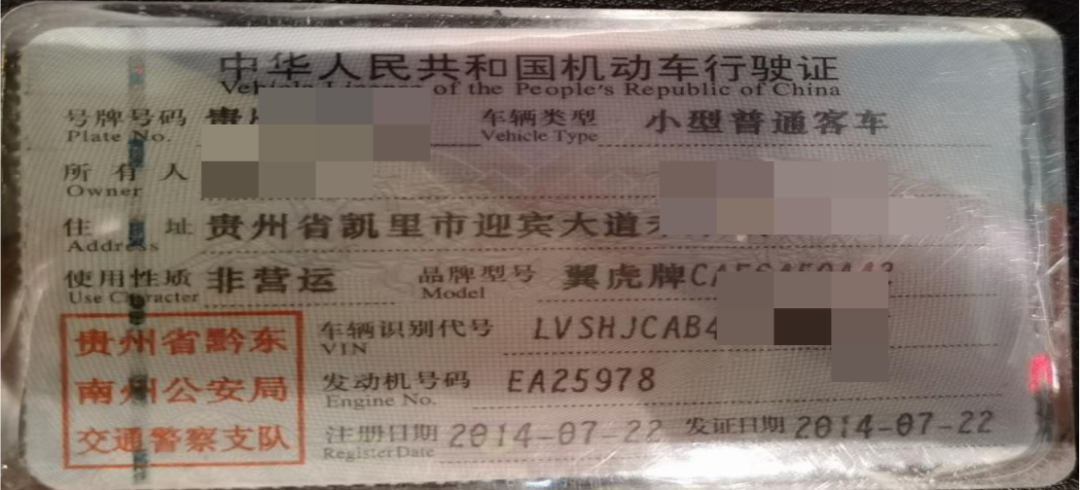 中华人民共和国机动车行驶证
Vehicle License of the People's Republic of China
号牌号码 贵 车辆类型 小型普通客车
Plate No. Vehicle Type
所有人
Owner
住址 贵州省凯里市迎宾大道
Address
使用性质 非营运 品牌型号 翼虎牌CA
Use Character Model
贵州省黔东 车辆识别代号 LVSHJCAB4
VIN
南州公安局 发动机号码 EA25978
Engine No.
交通警察支队 注册日期 2014-07-22 发证日期 2014-07-22
Register Date